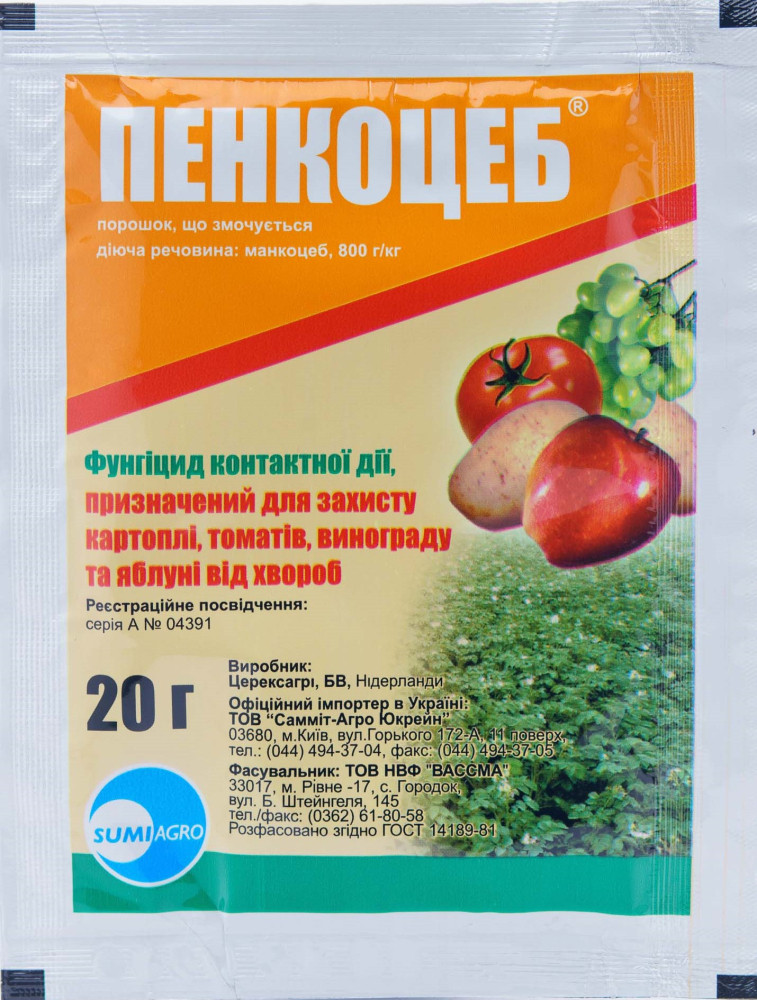 ПЕНКОЦЕБ®
порошок, що змочується
діюча речовина: манкоцеб, 800 г/кг
Фунгіцид контактної дії,
призначений для захисту
картоплі, томатів, винограду
та яблуні від хвороб
Реєстраційне посвідчення:
серія А № 04391
20 г
Виробник:
Церексагрі, БВ, Нідерланди
Офіційний імпортер в Україні:
ТОВ "Самміт-Агро Юкрейн"
03680, м.Київ, вул.Горького 172-А, 11 поверх,
тел.: (044) 494-37-04, факс: (044) 494-37-05
Фасувальник: ТОВ НВФ "ВАССМА"
33017, м. Рівне -17, с. Городок,
вул. Б. Штейнгеля, 145
тел./факс: (0362) 61-80-58
Розфасовано згідно ГОСТ 14189-81
SUMI AGRO